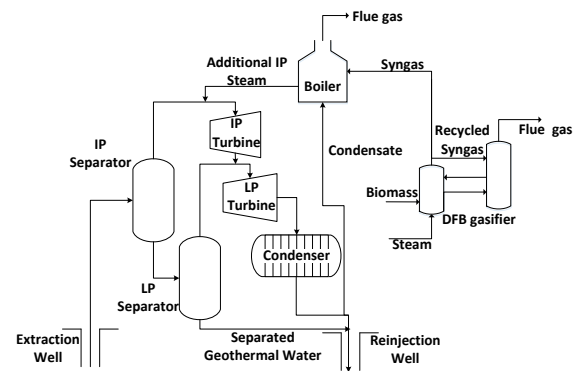 Flue gas
Additional IP
Steam
Boiler
Syngas
IP
Separator
IP
Turbine
Condensate
Recycled
Syngas
Flue gas
LP
Turbine
Biomass
DFB gasifier
Steam
Condenser
LP
Separator
Extraction
Well
Separated
Geothermal Water
Reinjection
Well